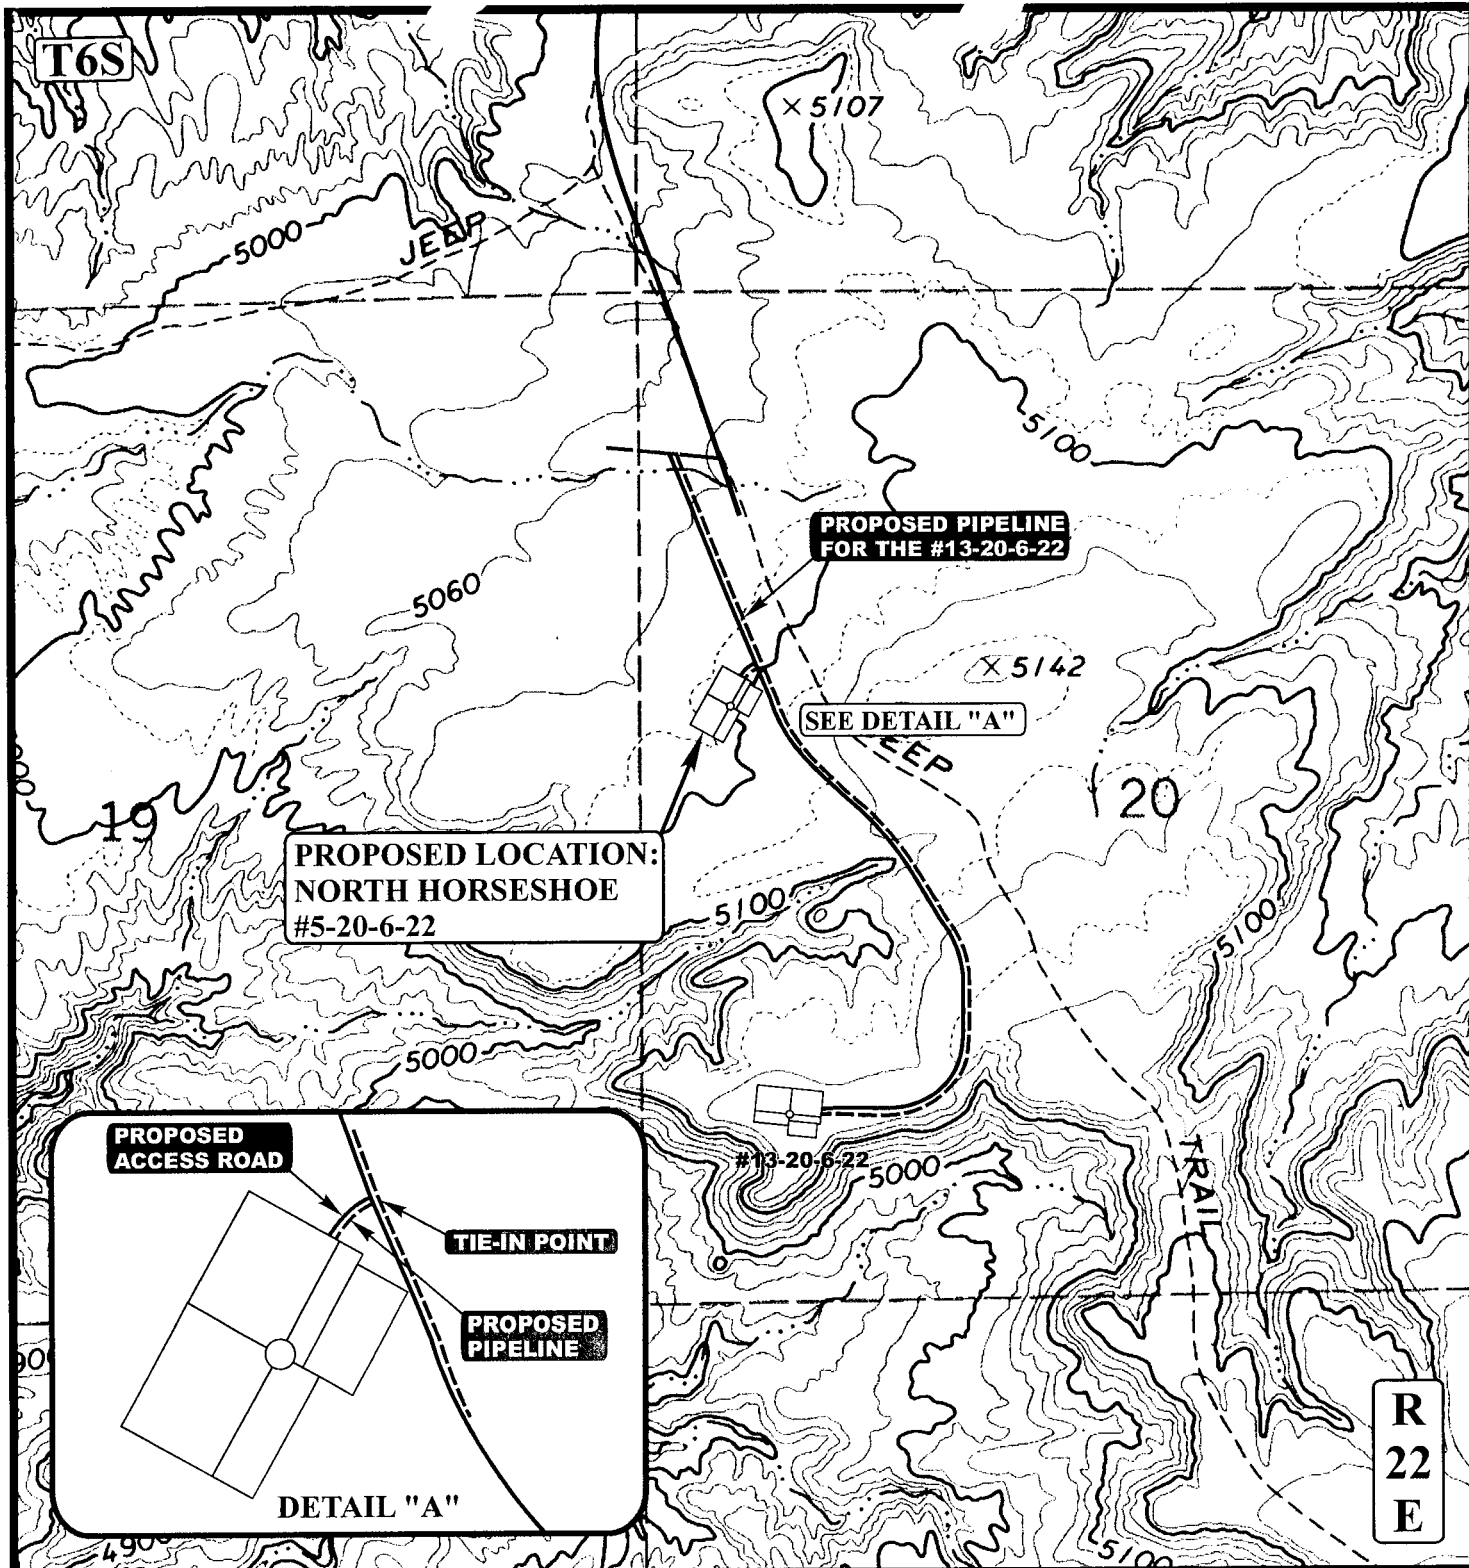 T6S
× 5107
5000
JEEP
5100
PROPOSED PIPELINE
FOR THE #13-20-6-22
5060
× 5142
SEE DETAIL "A"
JEEP
20
19
PROPOSED LOCATION:
NORTH HORSESHOE
#5-20-6-22
5100
5100
5000
#13-20-6-22
5000
TRAIL
PROPOSED
ACCESS ROAD
TIE-IN POINT
PROPOSED
PIPELINE
DETAIL "A"
R
22
E
4900
5100